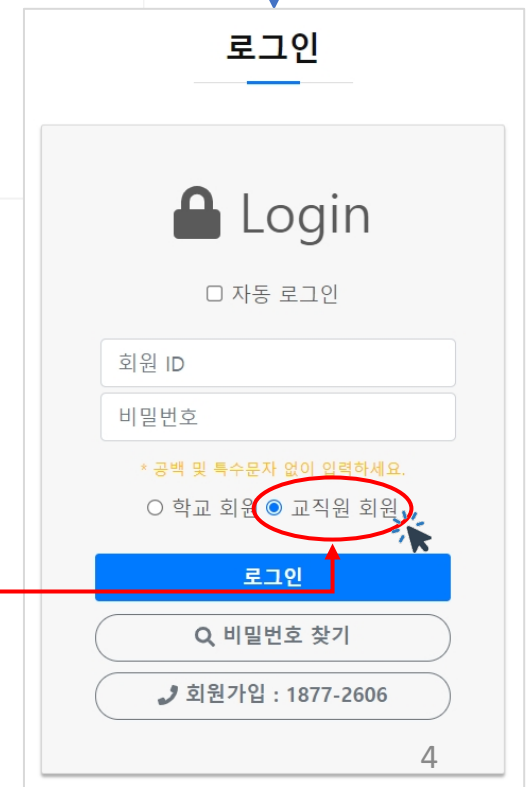 로그인
Login
자동 로그인
회원 ID
비밀번호
* 공백 및 특수문자 없이 입력하세요.
학교 회원 교직원 회원
로그인
비밀번호 찾기
회원가입 : 1877-2606
4